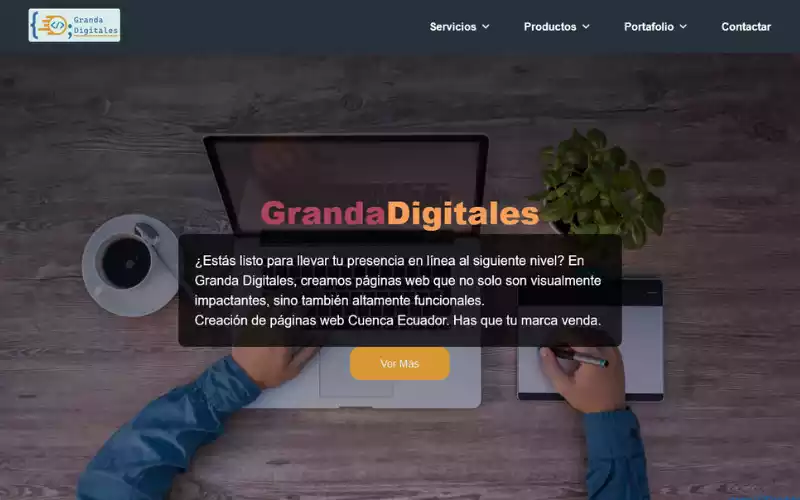 Granda
Digitales
Servicios
Productos
Portafolio
Contactar
GrandaDigitales
¿Estás listo para llevar tu presencia en línea al siguiente nivel? En
Granda Digitales, creamos páginas web que no solo son visualmente
impactantes, sino también altamente funcionales.
Creación de páginas web Cuenca Ecuador. Has que tu marca venda.
Ver Más